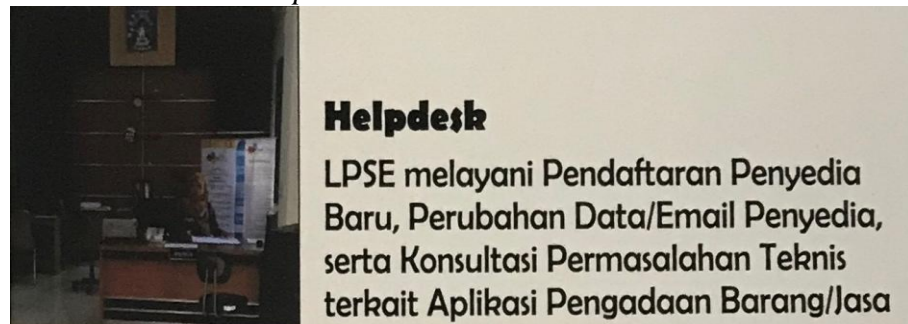 Helpdesk
LPSE melayani Pendaftaran Penyedia
Baru, Perubahan Data/Email Penyedia,
serta Konsultasi Permasalahan Teknis
terkait Aplikasi Pengadaan Barang/Jasa